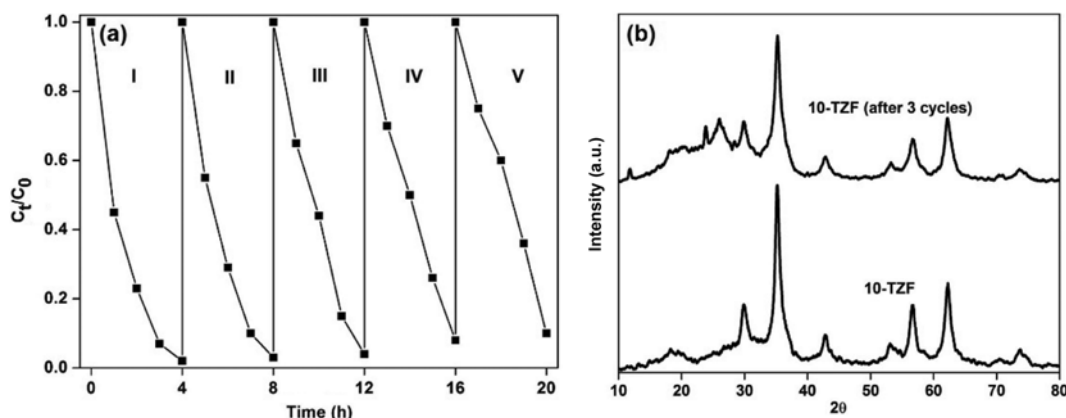 (a)
I
II
III
IV
V
1.0
0.8
0.6
0.4
0.2
0.0
Cₜ/C₀
0 4 8 12 16 20
Time (h)
(b)
10-TZF (after 3 cycles)
10-TZF
Intensity (a.u.)
10 20 30 40 50 60 70 80
2θ